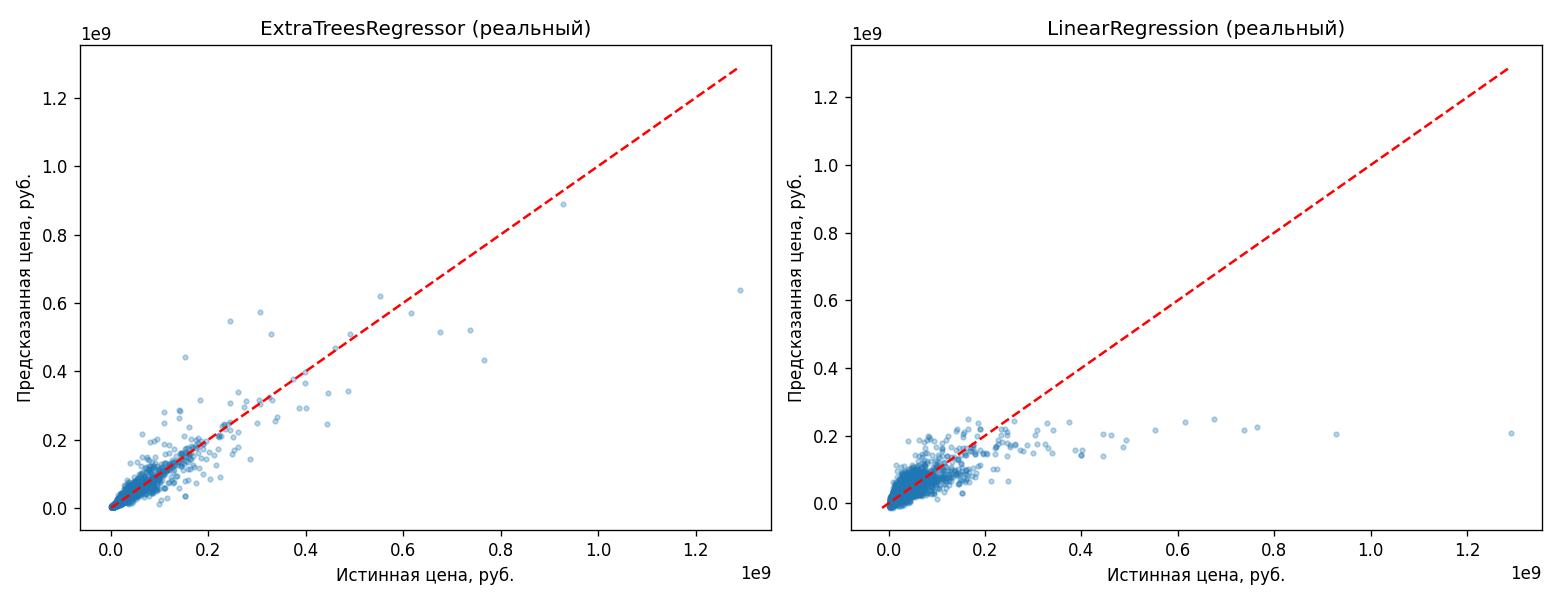 ExtraTreesRegressor (реальный)
1e9
1.2
1.0
0.8
0.6
0.4
0.2
0.0
Предсказанная цена, руб.
0.0 0.2 0.4 0.6 0.8 1.0 1.2
1e9
Истинная цена, руб.
LinearRegression (реальный)
1e9
1.2
1.0
0.8
0.6
0.4
0.2
0.0
Предсказанная цена, руб.
0.0 0.2 0.4 0.6 0.8 1.0 1.2
1e9
Истинная цена, руб.